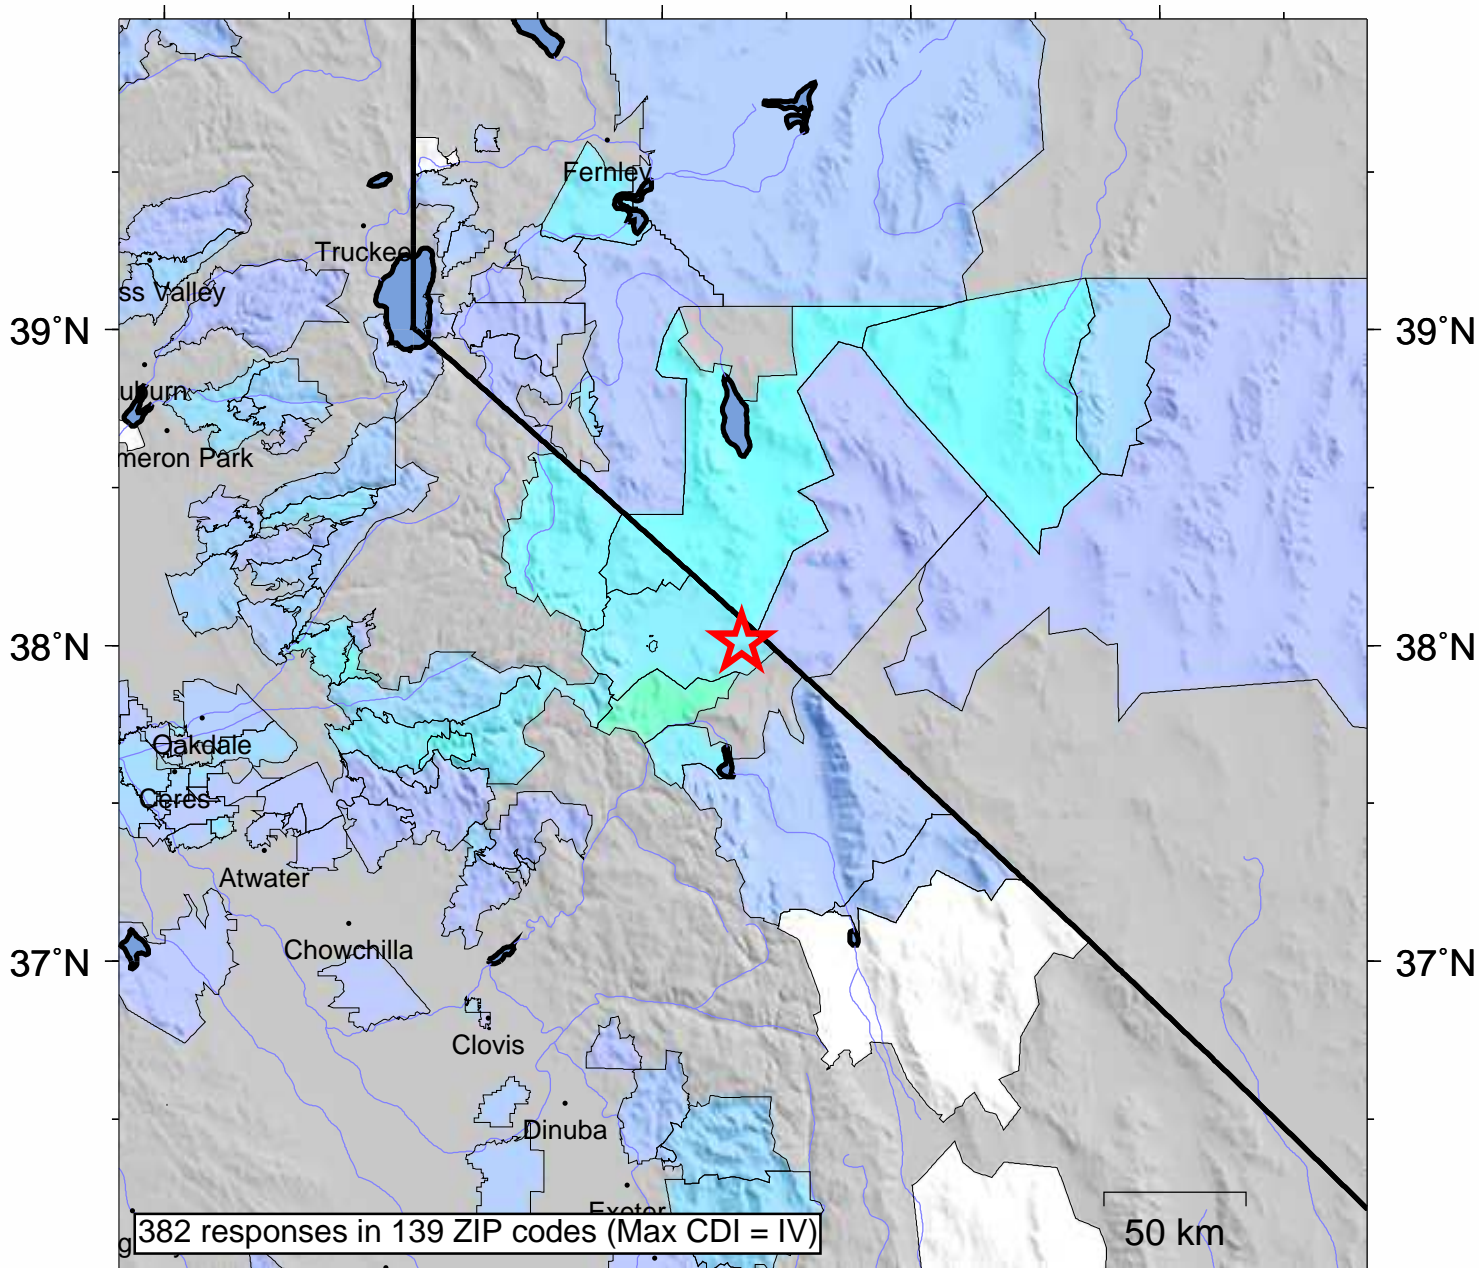 Fernley
Truckee
ss Valley
39°N
39°N
uburn
meron Park
38°N
38°N
Oakdale
Ceres
Atwater
Chowchilla
37°N
37°N
Clovis
Dinuba
Exeter
382 responses in 139 ZIP codes (Max CDI = IV)
50 km
g